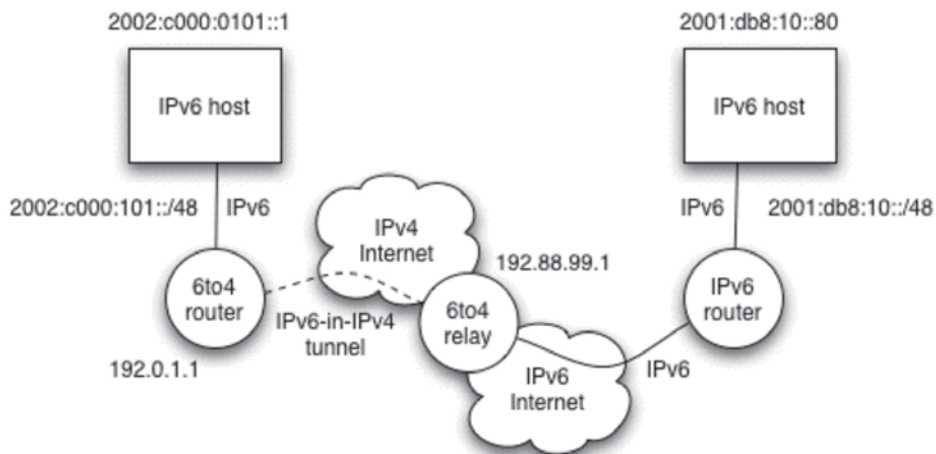 2002:c000:0101::1
2001:db8:10::80
IPv6 host
IPv6 host
2002:c000:101::/48
IPv6
IPv6
2001:db8:10::/48
IPv4
Internet
192.88.99.1
6to4
router
IPv6-in-IPv4
tunnel
6to4
relay
IPv6
router
192.0.1.1
IPv6
Internet
IPv6